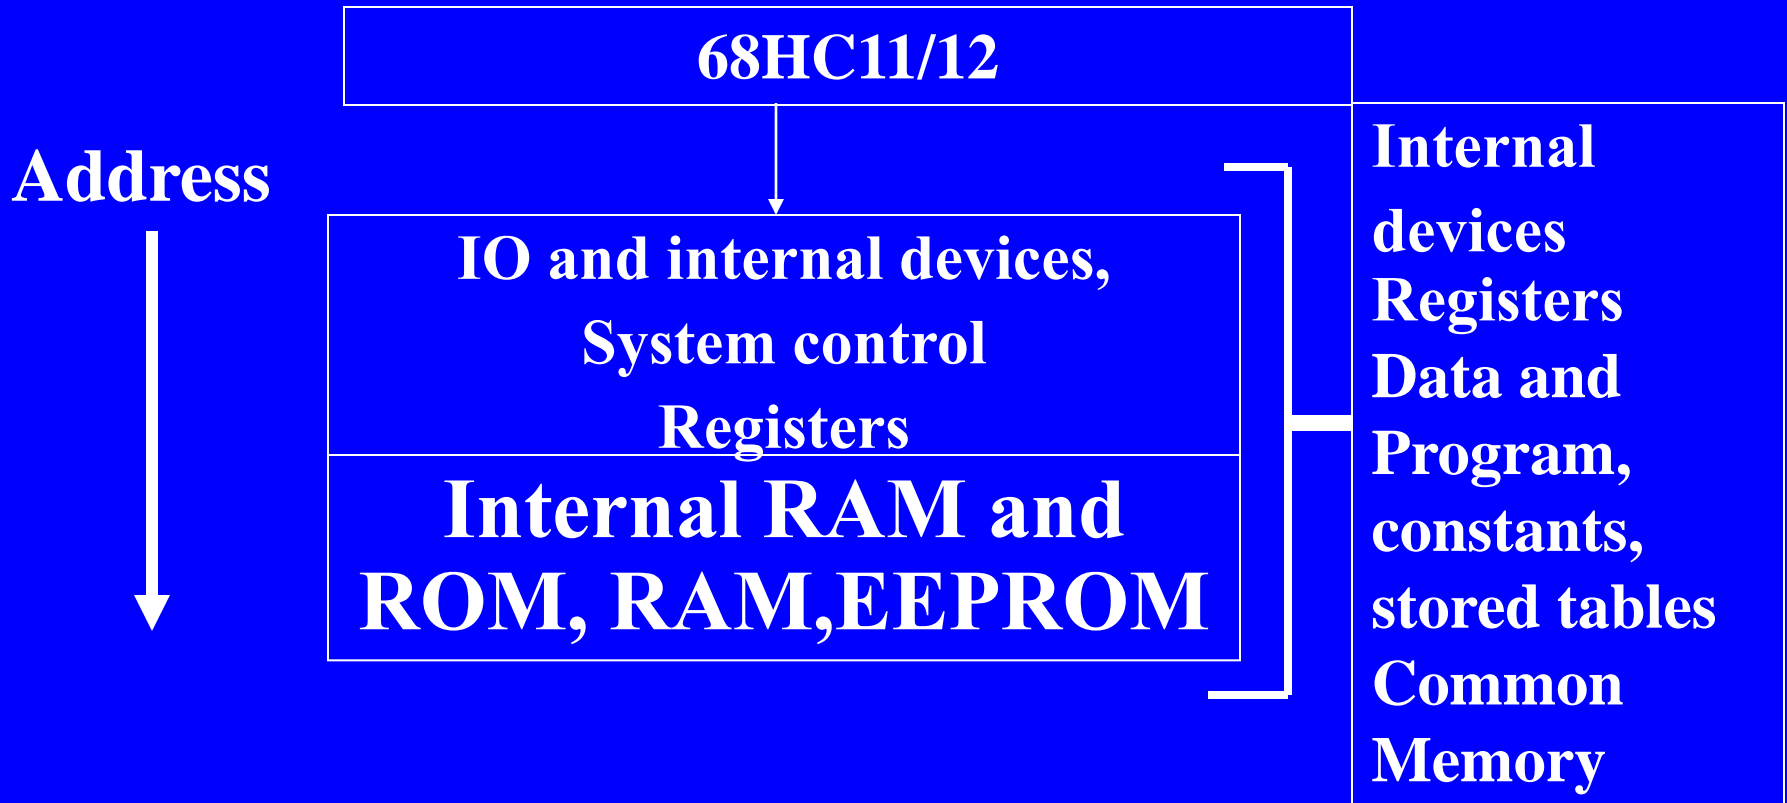 68HC11/12
Address
IO and internal devices,
System control
Registers
Internal RAM and
ROM, RAM,EEPROM
Internal
devices
Registers
Data and
Program,
constants,
stored tables
Common
Memory